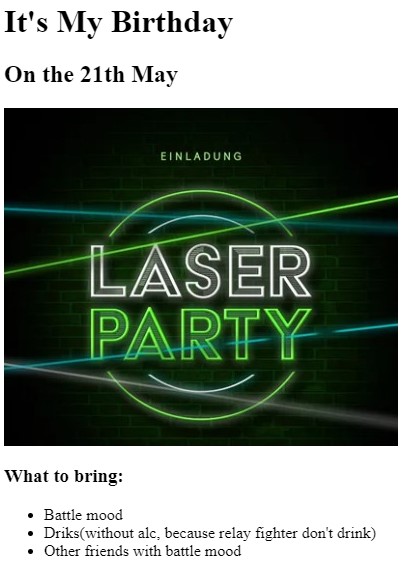 It's My Birthday
On the 21th May
EINLADUNG
LASER
PARTY
What to bring:
Battle mood
Driks(without alc, because relay fighter don't drink)
Other friends with battle mood